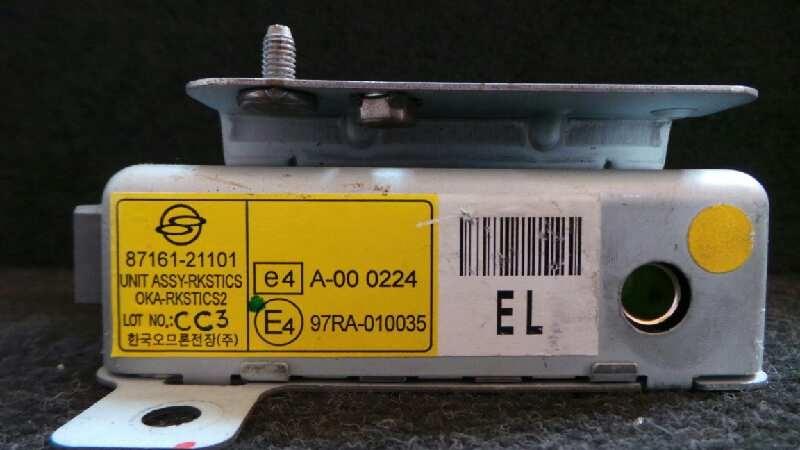 87161-21101
UNIT ASSY-RKSTICS
OKA-RKSTICS2
LOT NO.: CC3
한국오므론전장(주)
e4 A-00 0224
E4 97RA-010035
EL